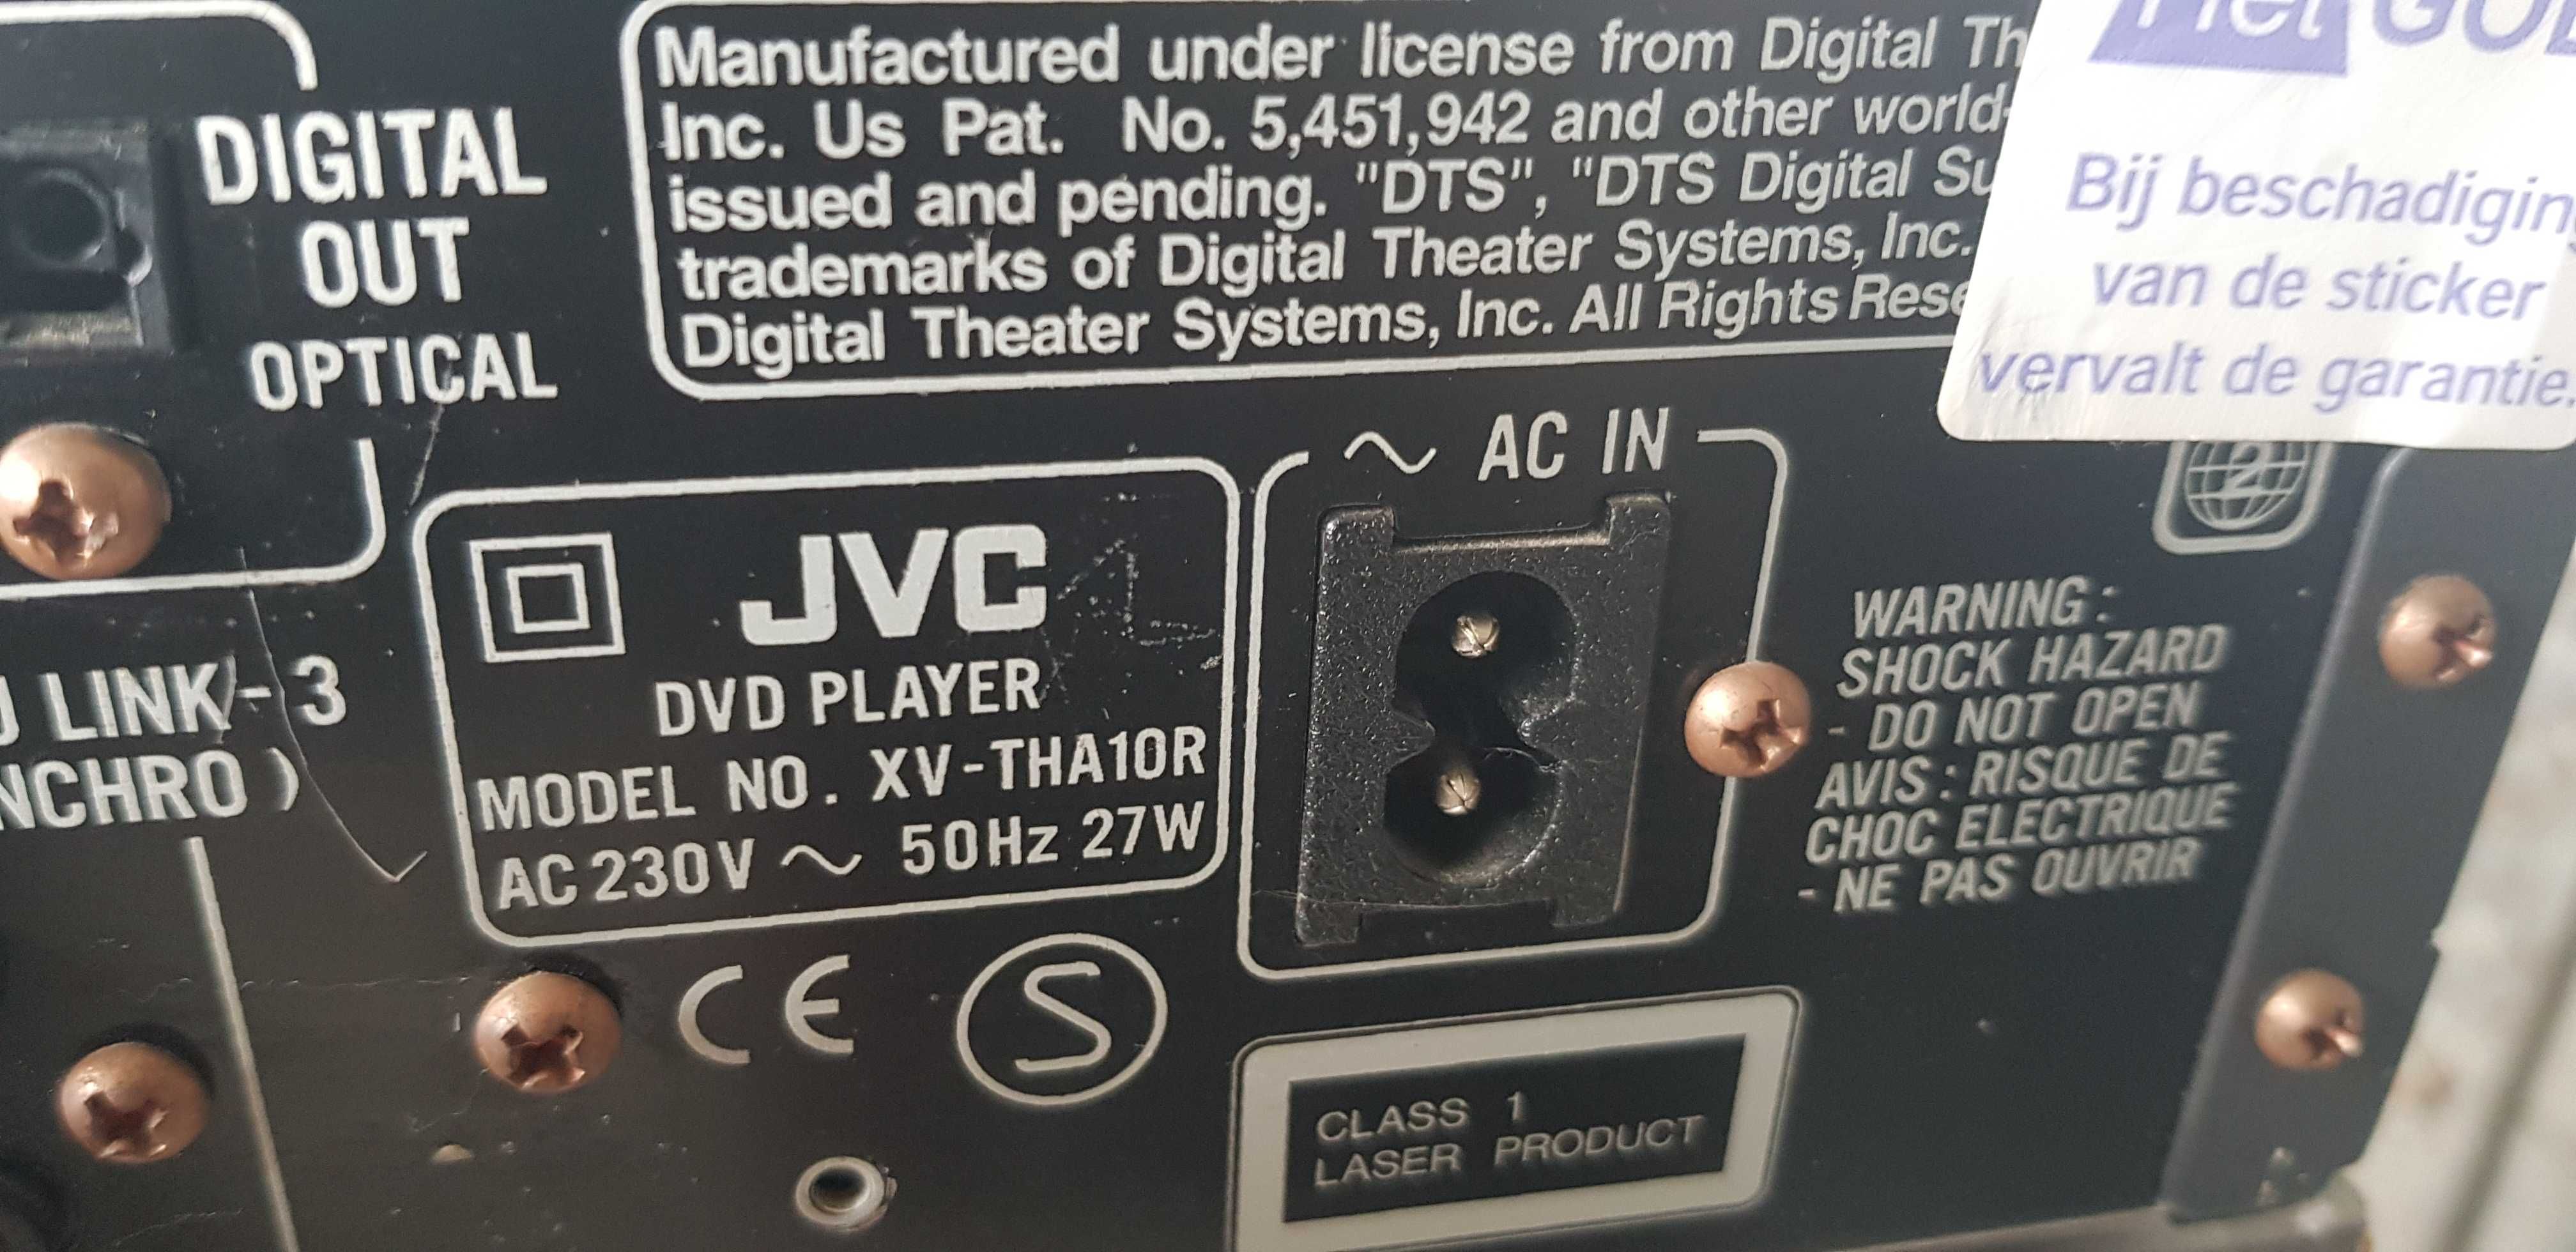 DIGITAL
OUT
OPTICAL
Manufactured under license from Digital Th
Inc. Us Pat. No. 5,451,942 and other world-
issued and pending. "DTS", "DTS Digital Su
trademarks of Digital Theater Systems, Inc.
Digital Theater Systems, Inc. All Rights Rese
Het
Bij beschadiging
van de sticker
vervalt de garantie.
2
LINK-3
NCHRO )
JVC
DVD PLAYER
MODEL NO. XV-THA10R
AC 230V ~ 50Hz 27W
~ AC IN
WARNING :
SHOCK HAZARD
- DO NOT OPEN
AVIS : RISQUE DE
CHOC ELECTRIQUE
- NE PAS OUVRIR
CE
S
CLASS 1
LASER PRODUCT